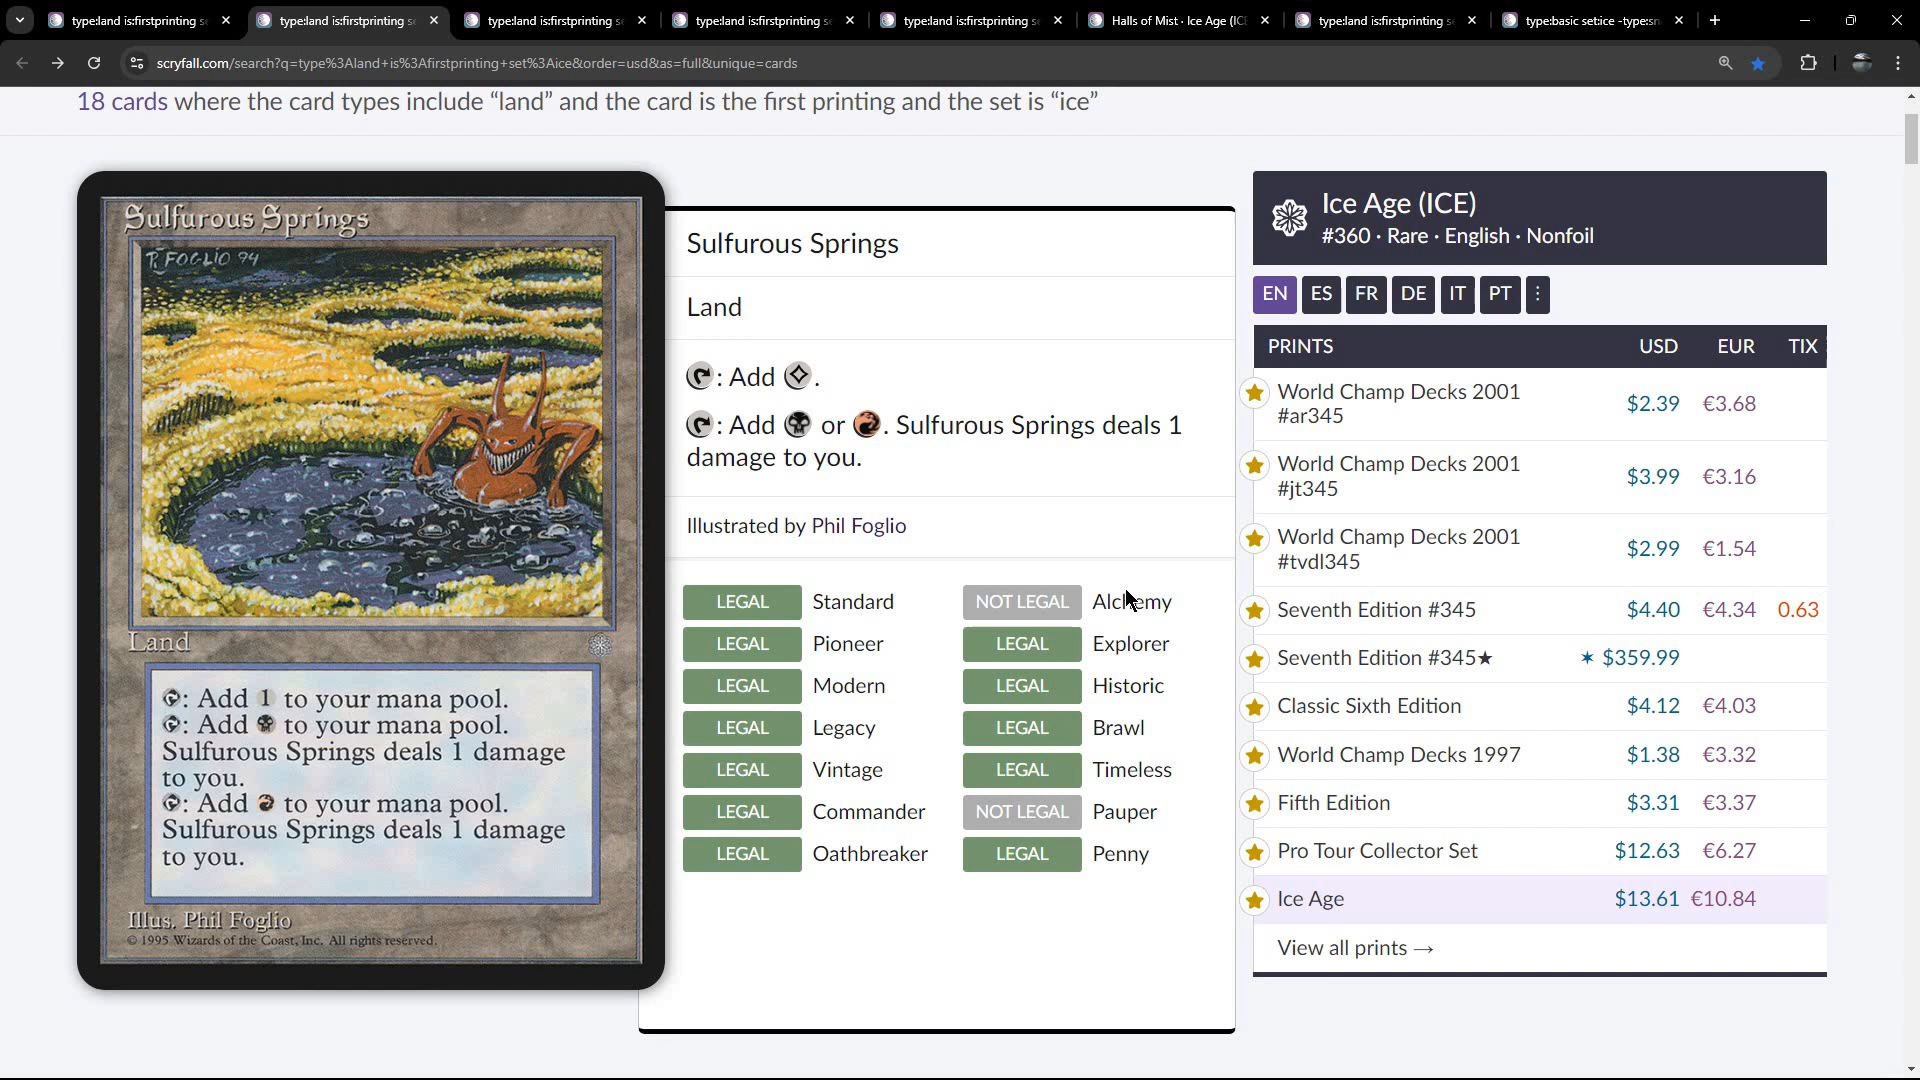 type:land is:firstprinting s
type:land is:firstprinting s
type:land is:firstprinting s
type:land is:firstprinting s
type:land is:firstprinting s
Halls of Mist · Ice Age (ICE
type:land is:firstprinting s
type:basic set:ice -type:sn
scryfall.com/search?q=type%3Aland+is%3Afirstprinting+set%3Aice&order=usd&as=full&unique=cards
18 cards where the card types include “land” and the card is the first printing and the set is “ice”
Sulfurous Springs
P. FOGLIO 94
Land
: Add 1 to your mana pool.
: Add to your mana pool.
Sulfurous Springs deals 1 damage
to you.
: Add to your mana pool.
Sulfurous Springs deals 1 damage
to you.
Illus. Phil Foglio
© 1995 Wizards of the Coast, Inc. All rights reserved.
Sulfurous Springs
Land
: Add .
: Add or . Sulfurous Springs deals 1
damage to you.
Illustrated by Phil Foglio
LEGAL Standard NOT LEGAL Alchemy
LEGAL Pioneer LEGAL Explorer
LEGAL Modern LEGAL Historic
LEGAL Legacy LEGAL Brawl
LEGAL Vintage LEGAL Timeless
LEGAL Commander NOT LEGAL Pauper
LEGAL Oathbreaker LEGAL Penny
Ice Age (ICE)
#360 · Rare · English · Nonfoil
EN ES FR DE IT PT
PRINTS USD EUR TIX
World Champ Decks 2001
#ar345 $2.39 €3.68
World Champ Decks 2001
#jt345 $3.99 €3.16
World Champ Decks 2001
#tvdl345 $2.99 €1.54
Seventh Edition #345 $4.40 €4.34 0.63
Seventh Edition #345★ ✶ $359.99
Classic Sixth Edition $4.12 €4.03
World Champ Decks 1997 $1.38 €3.32
Fifth Edition $3.31 €3.37
Pro Tour Collector Set $12.63 €6.27
Ice Age $13.61 €10.84
View all prints →